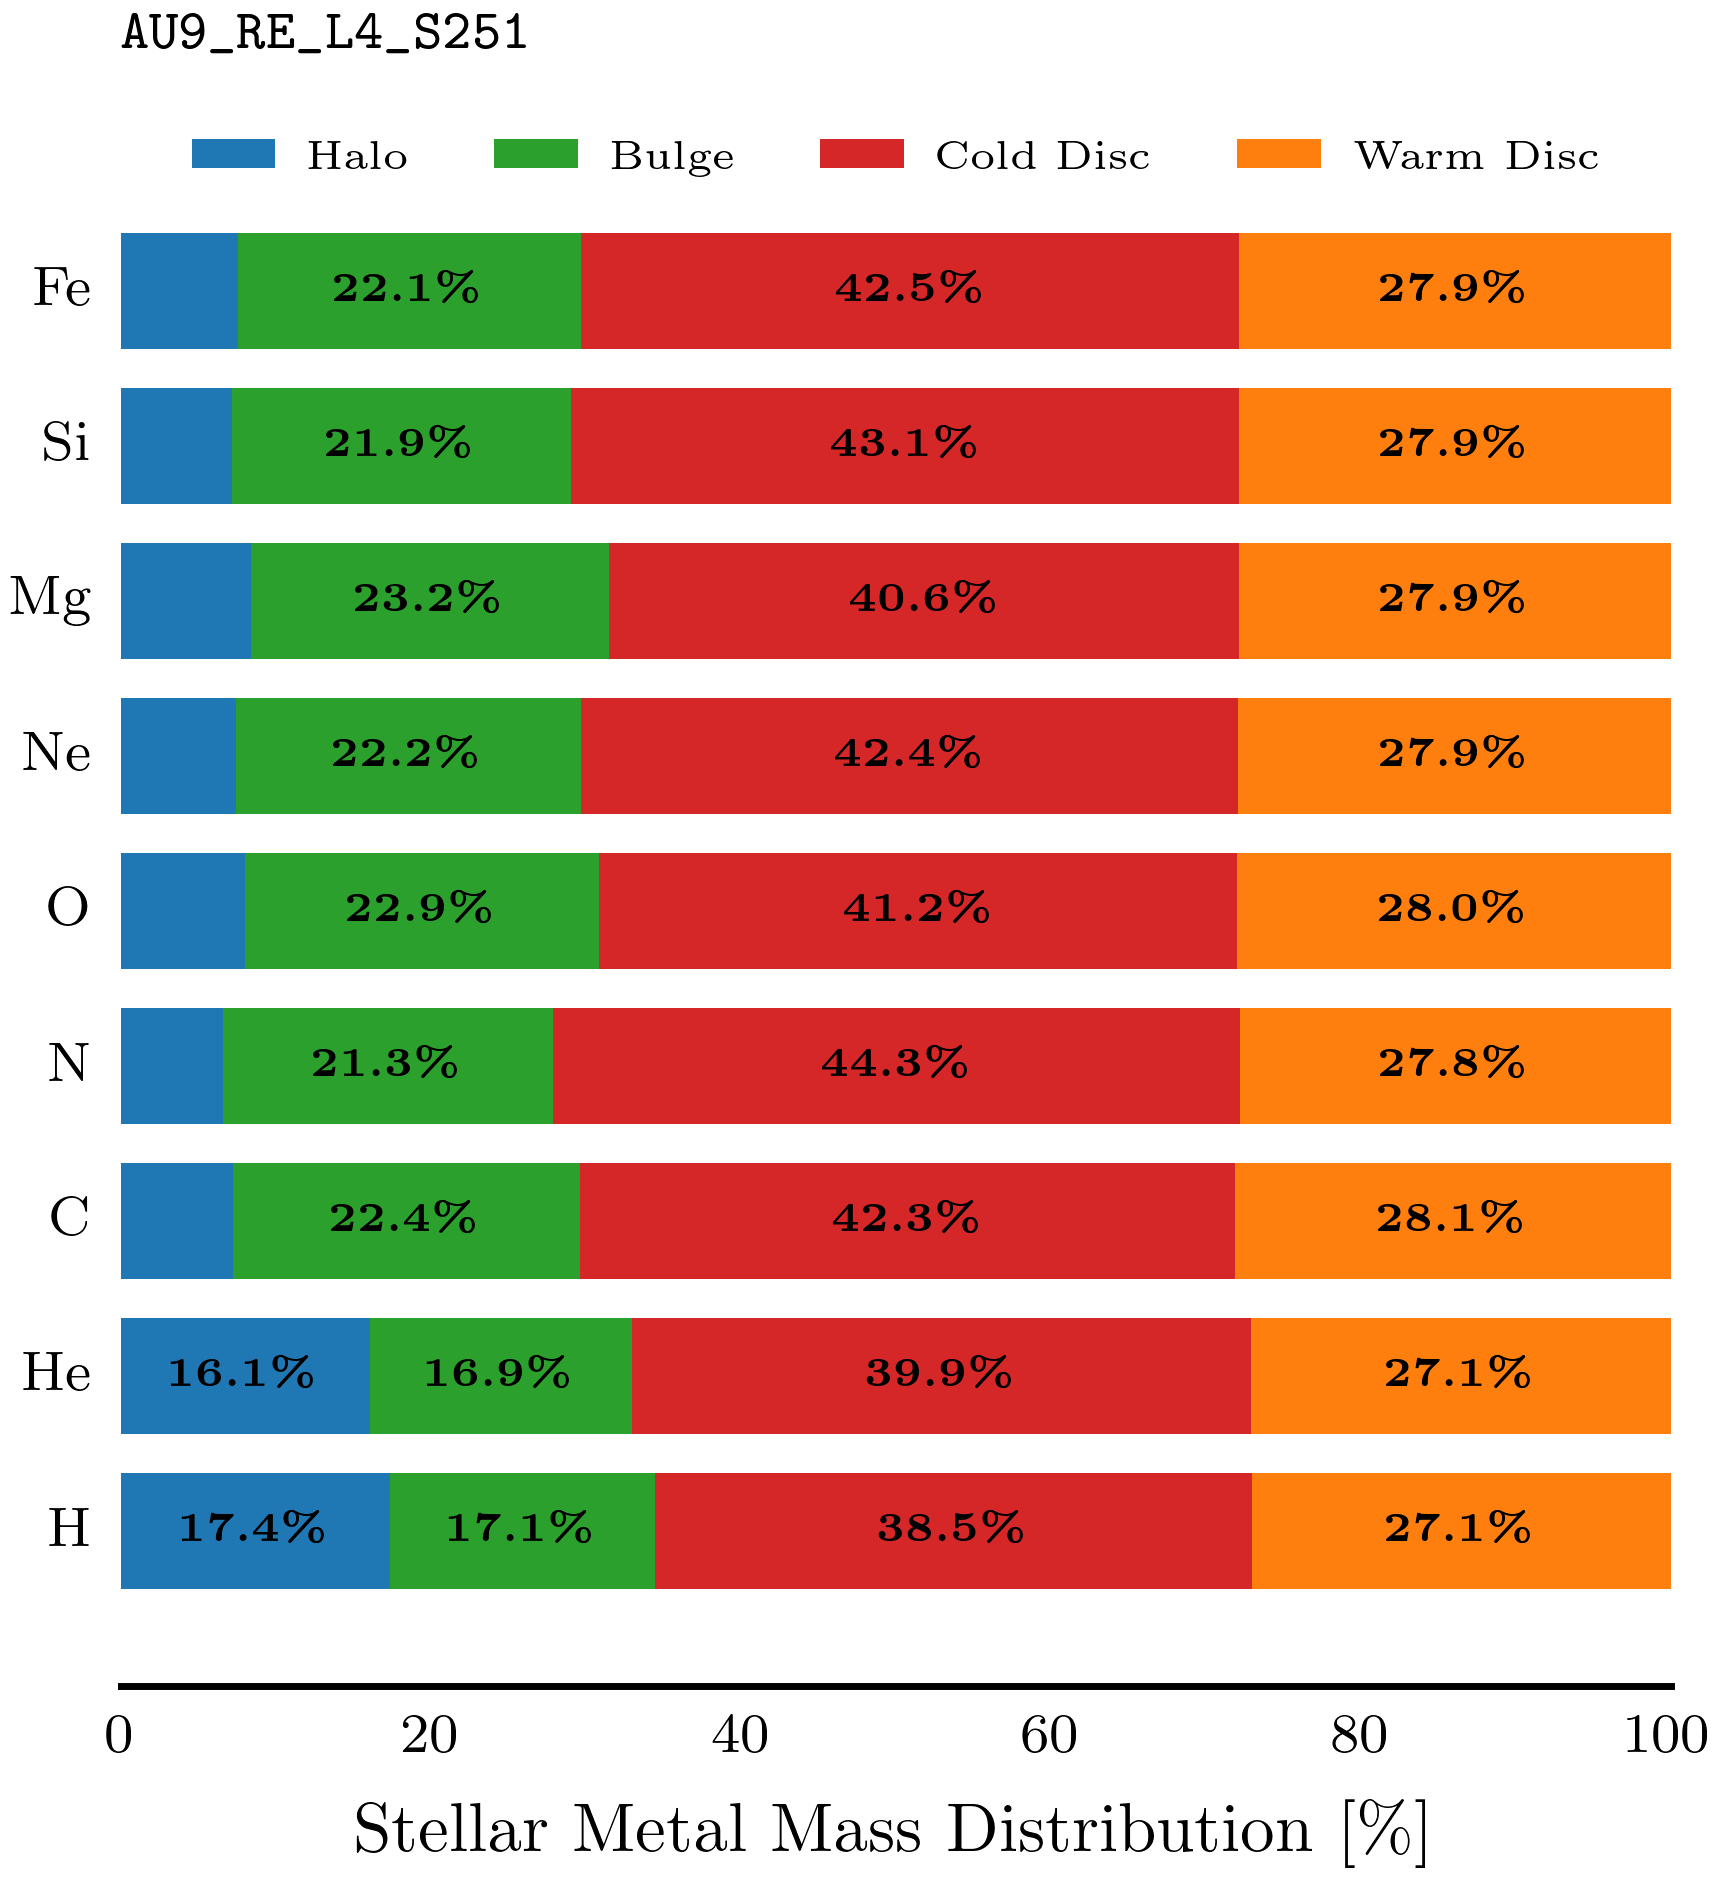 AU9_RE_L4_S251
Halo Bulge Cold Disc Warm Disc
Fe 22.1% 42.5% 27.9%
Si 21.9% 43.1% 27.9%
Mg 23.2% 40.6% 27.9%
Ne 22.2% 42.4% 27.9%
O 22.9% 41.2% 28.0%
N 21.3% 44.3% 27.8%
C 22.4% 42.3% 28.1%
He 16.1% 16.9% 39.9% 27.1%
H 17.4% 17.1% 38.5% 27.1%
0 20 40 60 80 100
Stellar Metal Mass Distribution [%]